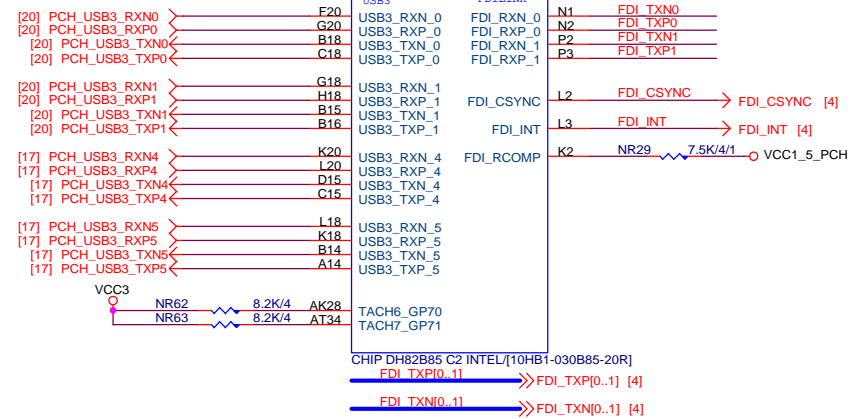 USB3 FDILINK
[20] PCH_USB3_RXN0 F20 USB3_RXN_0 FDI_RXN_0 N1 FDI_TXN0
[20] PCH_USB3_RXP0 G20 USB3_RXP_0 FDI_RXP_0 N2 FDI_TXP0
[20] PCH_USB3_TXN0 B18 USB3_TXN_0 FDI_RXN_1 P2 FDI_TXN1
[20] PCH_USB3_TXP0 C18 USB3_TXP_0 FDI_RXP_1 P3 FDI_TXP1
[20] PCH_USB3_RXN1 G18 USB3_RXN_1
[20] PCH_USB3_RXP1 H18 USB3_RXP_1 FDI_CSYNC L2 FDI_CSYNC FDI_CSYNC [4]
[20] PCH_USB3_TXN1 B15 USB3_TXN_1
[20] PCH_USB3_TXP1 B16 USB3_TXP_1 FDI_INT L3 FDI_INT FDI_INT [4]
[17] PCH_USB3_RXN4 K20 USB3_RXN_4 FDI_RCOMP K2 NR29 7.5K/4/1 VCC1_5_PCH
[17] PCH_USB3_RXP4 L20 USB3_RXP_4
[17] PCH_USB3_TXN4 D15 USB3_TXN_4
[17] PCH_USB3_TXP4 C15 USB3_TXP_4
[17] PCH_USB3_RXN5 L18 USB3_RXN_5
[17] PCH_USB3_RXP5 K18 USB3_RXP_5
[17] PCH_USB3_TXN5 B14 USB3_TXN_5
[17] PCH_USB3_TXP5 A14 USB3_TXP_5
VCC3
NR62 8.2K/4 AK28 TACH6_GP70
NR63 8.2K/4 AT34 TACH7_GP71
CHIP DH82B85 C2 INTEL/[10HB1-030B85-20R]
FDI_TXP[0..1] FDI_TXP[0..1] [4]
FDI_TXN[0..1] FDI_TXN[0..1] [4]